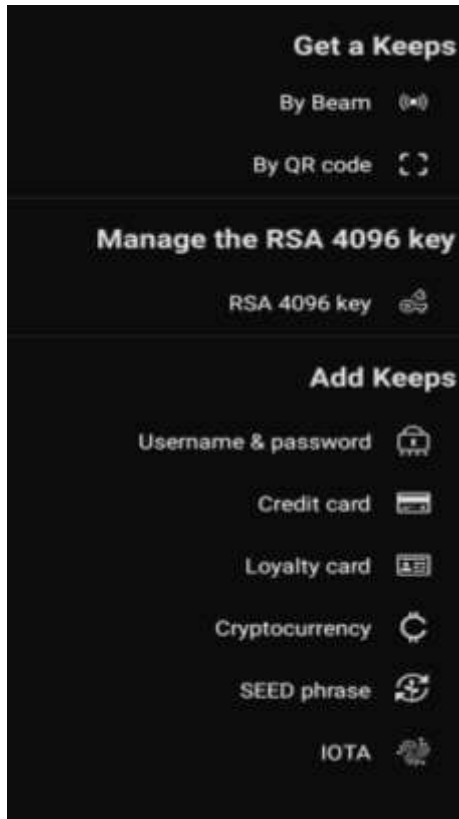 Get a Keeps
By Beam
By QR code
Manage the RSA 4096 key
RSA 4096 key
Add Keeps
Username & password
Credit card
Loyalty card
Cryptocurrency
SEED phrase
IOTA